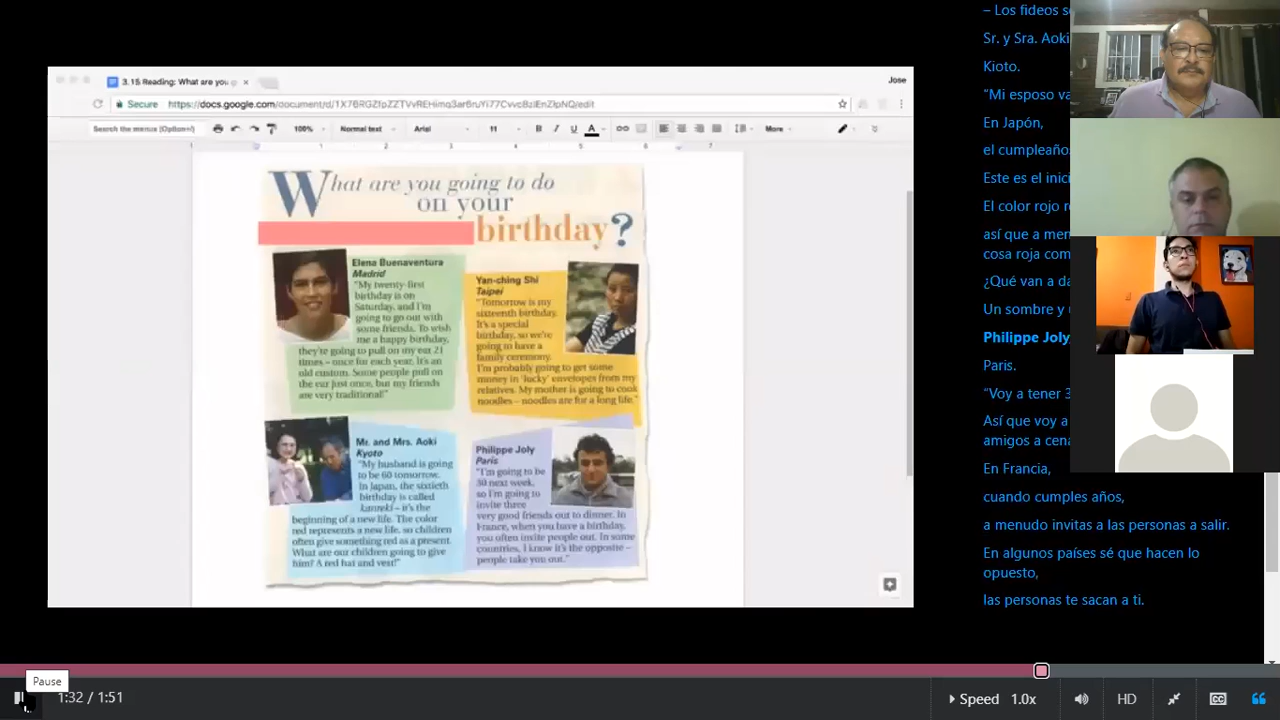 3.15 Reading: What are you g
Jose
Secure
https://docs.google.com/document/d/
Search the menus (Option+/)
100%
Normal text
Arial
11
B I U A
More
1 1 2 3 4 5 6 7
What are you going to do
on your
birthday?
Elena Buenaventura
Madrid
"My twenty-first
birthday is on
Saturday, and I'm
going to go out with
some friends. To wish
me a happy birthday,
they're going to pull on my ear 21
times – once for each year. It's an
old custom. Some people pull on
the ear just once, but my friends
are very traditional!"
Yan-ching Shi
Taipei
"Tomorrow is my
sixteenth birthday.
It's a special
birthday, so we're
going to have a
family ceremony.
I'm probably going to get some
money in 'lucky' envelopes from my
relatives. My mother is going to cook
noodles – noodles are for a long life."
Mr. and Mrs. Aoki
Kyoto
"My husband is going
to be 60 tomorrow.
In Japan, the sixtieth
birthday is called
kanreki – it's the
beginning of a new life. The color
red represents a new life, so children
often give something red as a present.
What are our children going to give
him? A red hat and vest!"
Philippe Joly
Paris
"I'm going to be
30 next week,
so I'm going to
invite three
very good friends out to dinner. In
France, when you have a birthday,
you often invite people out. In some
countries, I know it's the opposite –
people take you out."
– Los fideos s
Sr. y Sra. Aoki
Kioto.
“Mi esposo va
En Japón,
el cumpleaño
Este es el inici
El color rojo r
así que a men
cosa roja com
¿Qué van a da
Un sombre y
Philippe Joly,
Paris.
“Voy a tener 3
Así que voy a
amigos a cena
En Francia,
cuando cumples años,
a menudo invitas a las personas a salir.
En algunos países sé que hacen lo
opuesto,
las personas te sacan a ti.
Pause
1:32 / 1:51
Speed 1.0x
HD
CC